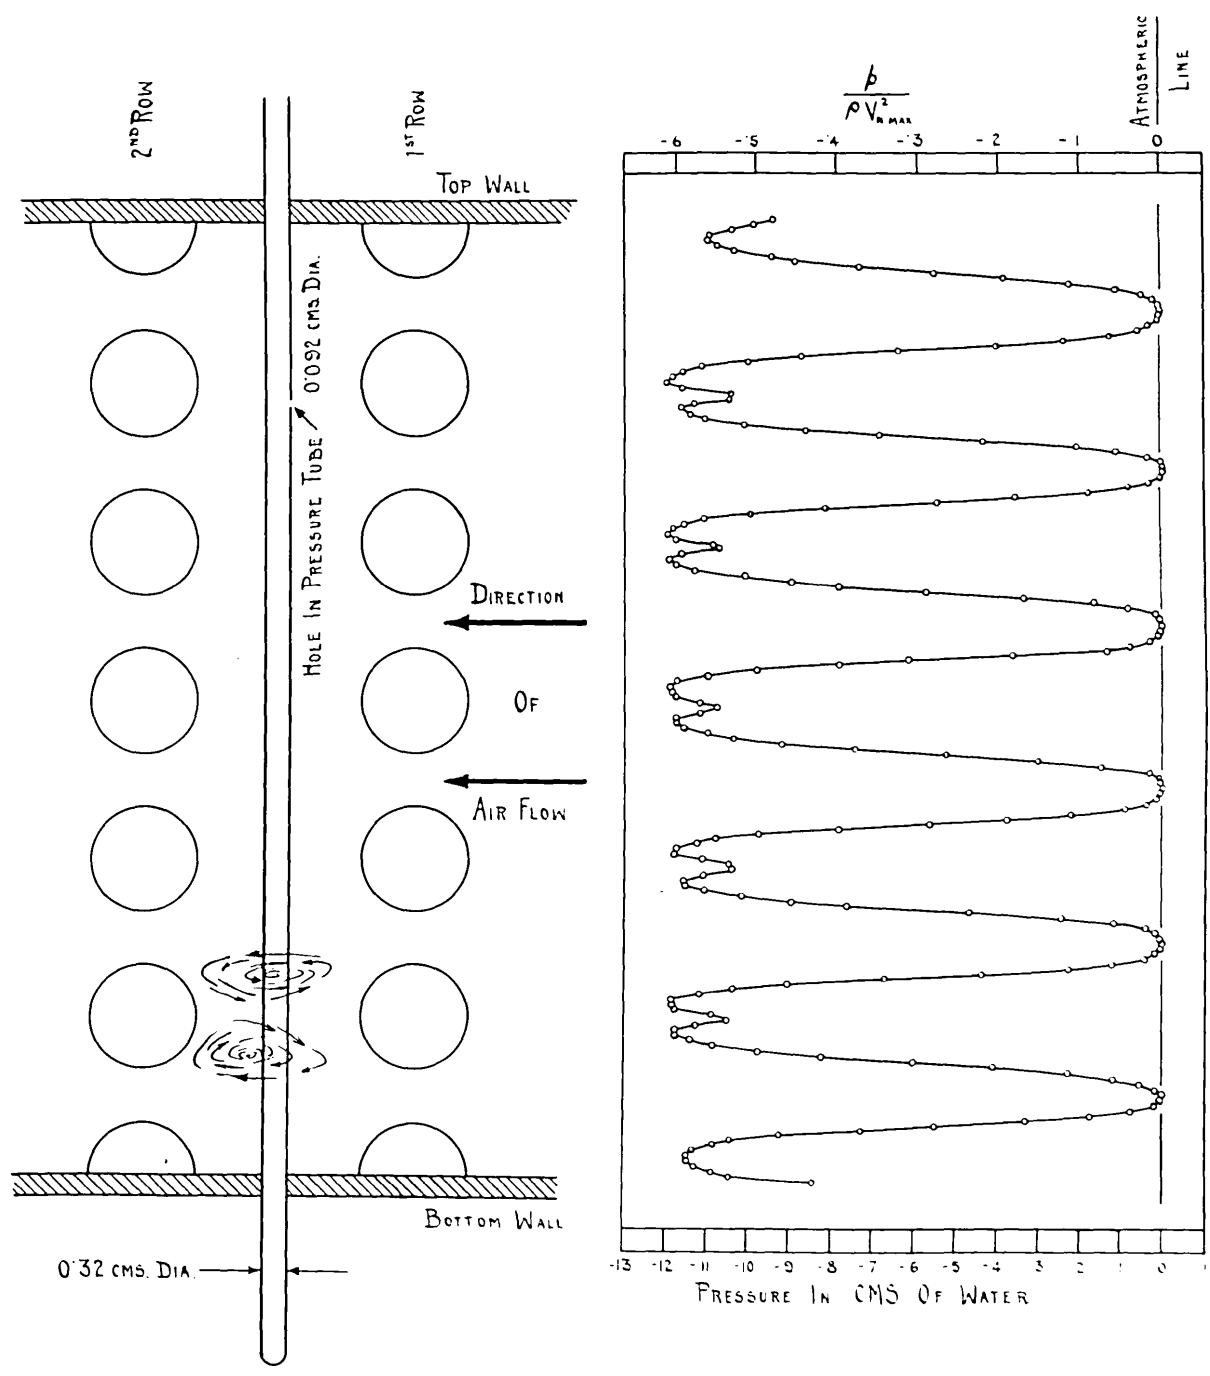 2ND ROW
1ST ROW
TOP WALL
0.092 CMS DIA.
HOLE IN PRESSURE TUBE
DIRECTION
OF
AIR FLOW
BOTTOM WALL
0.32 CMS. DIA.
p
ρ V²N MAX
ATMOSPHERIC
LINE
-.6 -.5 -.4 -.3 -.2 -.1 0
-13 -12 -11 -10 -9 -8 -7 -6 -5 -4 3 2 1 0
PRESSURE IN CMS OF WATER